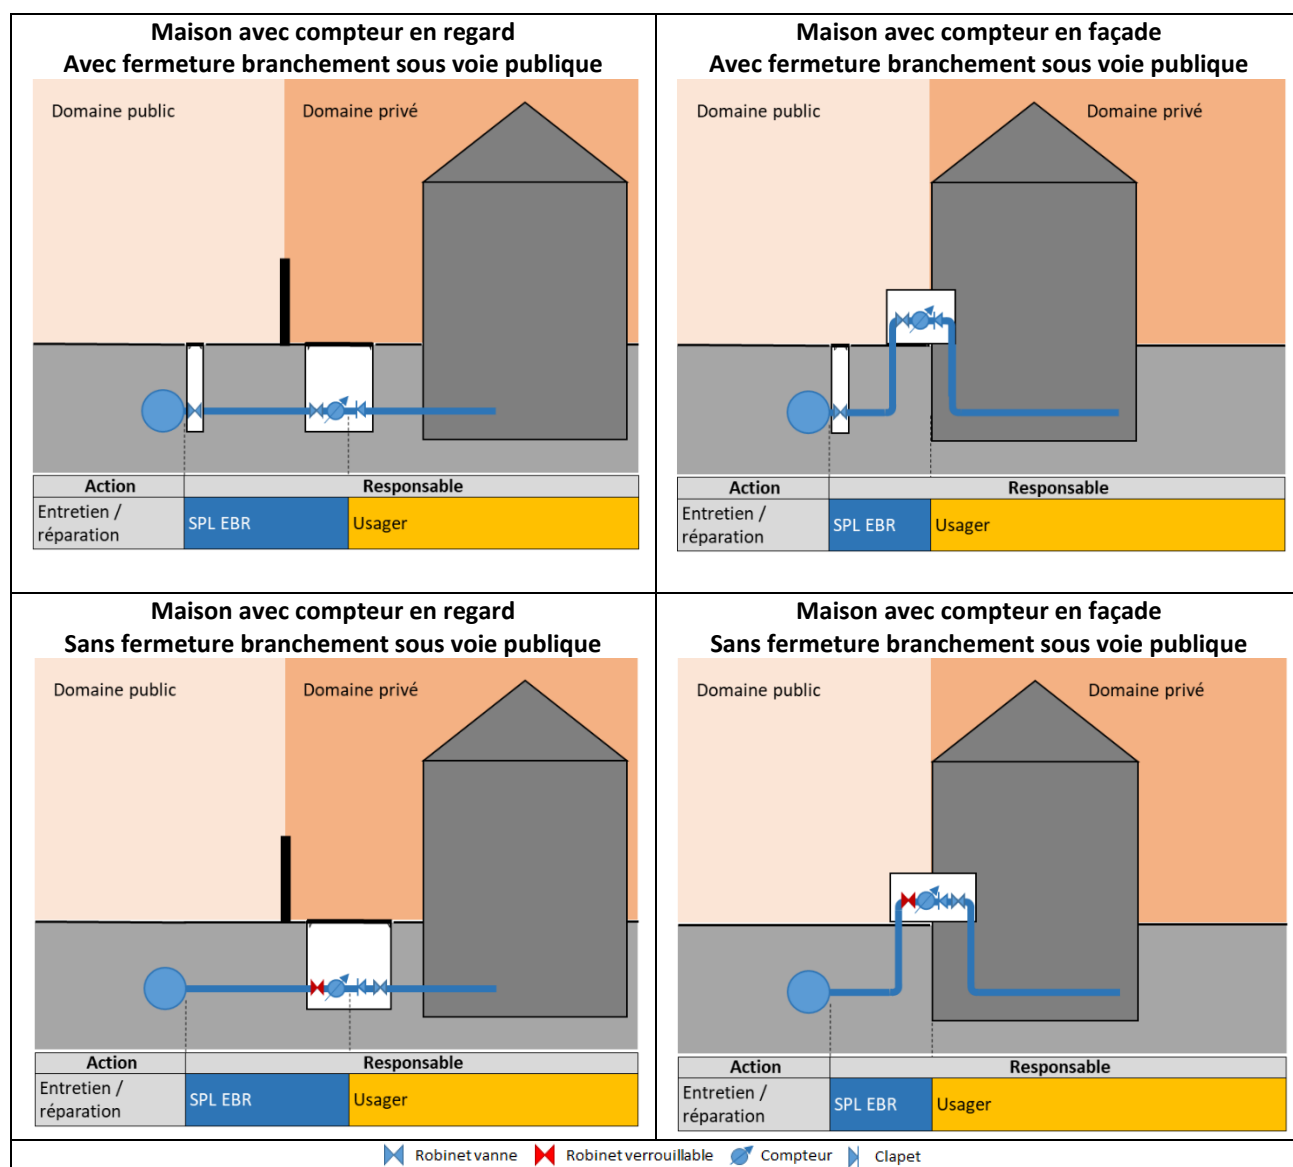 Maison avec compteur en regard
Avec fermeture branchement sous voie publique
Domaine public
Domaine privé
Action
Responsable
Entretien /
réparation
SPL EBR
Usager
Maison avec compteur en façade
Avec fermeture branchement sous voie publique
Domaine public
Domaine privé
Action
Responsable
Entretien /
réparation
SPL EBR
Usager
Maison avec compteur en regard
Sans fermeture branchement sous voie publique
Domaine public
Domaine privé
Action
Responsable
Entretien /
réparation
SPL EBR
Usager
Maison avec compteur en façade
Sans fermeture branchement sous voie publique
Domaine public
Domaine privé
Action
Responsable
Entretien /
réparation
SPL EBR
Usager
Robinet vanne
Robinet verrouillable
Compteur
Clapet